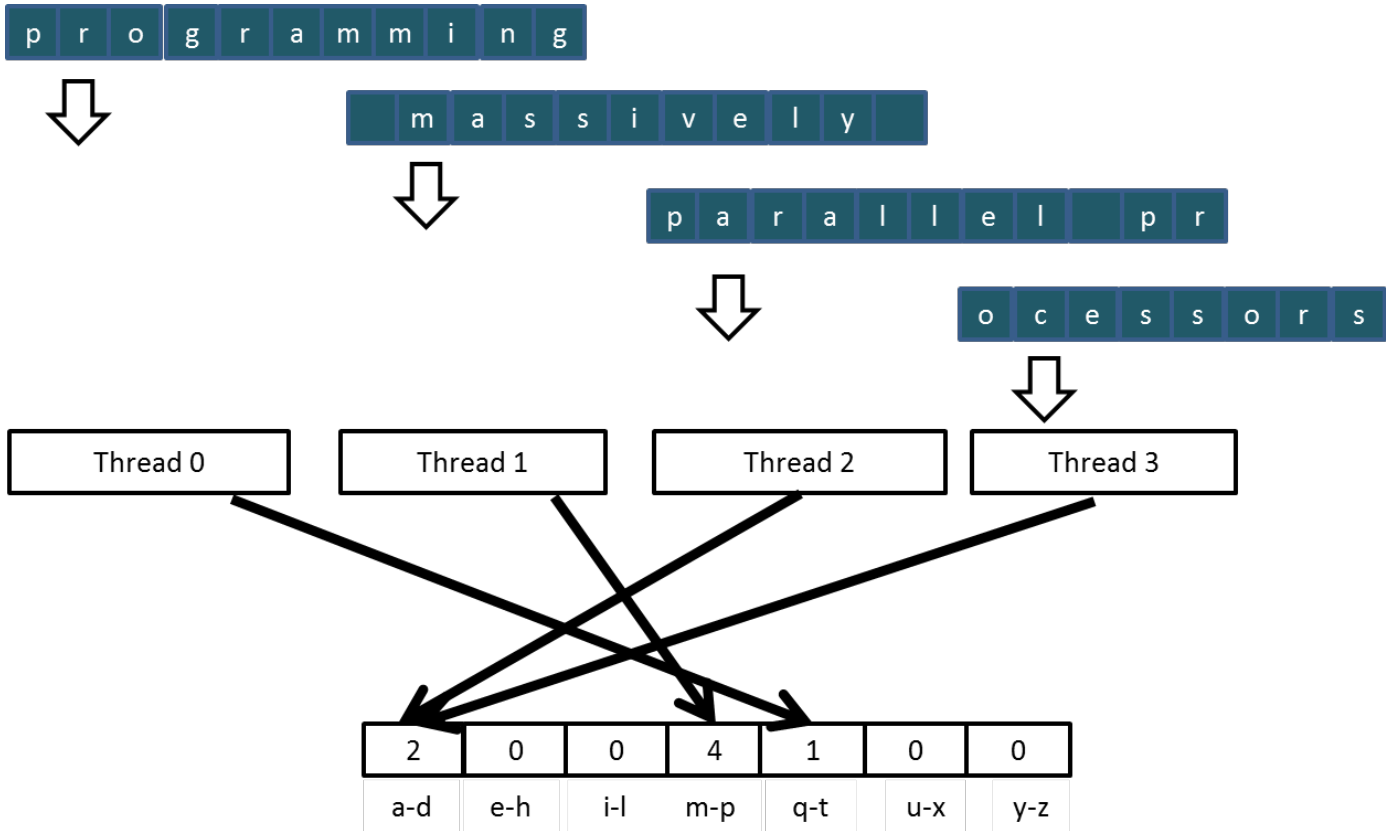 p r o g r a m m i n g
m a s s i v e l y
p a r a l l e l p r
o c e s s o r s
Thread 0 Thread 1 Thread 2 Thread 3
2 0 0 4 1 0 0
a-d e-h i-l m-p q-t u-x y-z